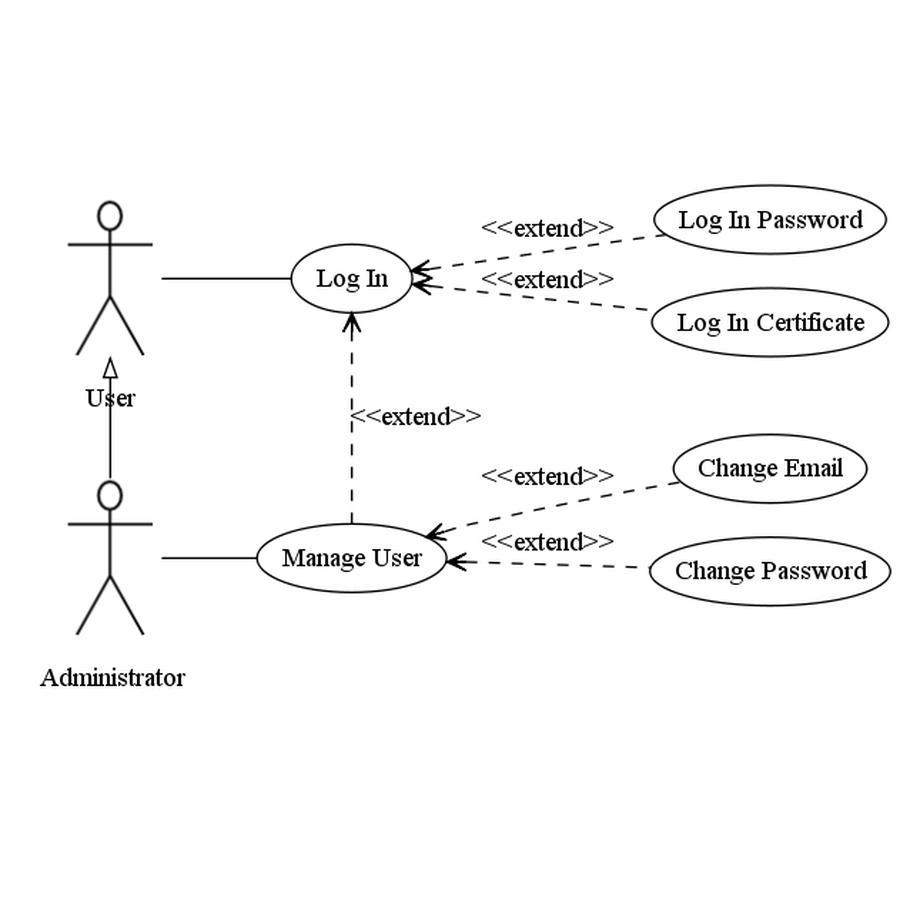 <<extend>>
Log In Password
Log In
<<extend>>
Log In Certificate
User
<<extend>>
<<extend>>
Change Email
Manage User
<<extend>>
Change Password
Administrator